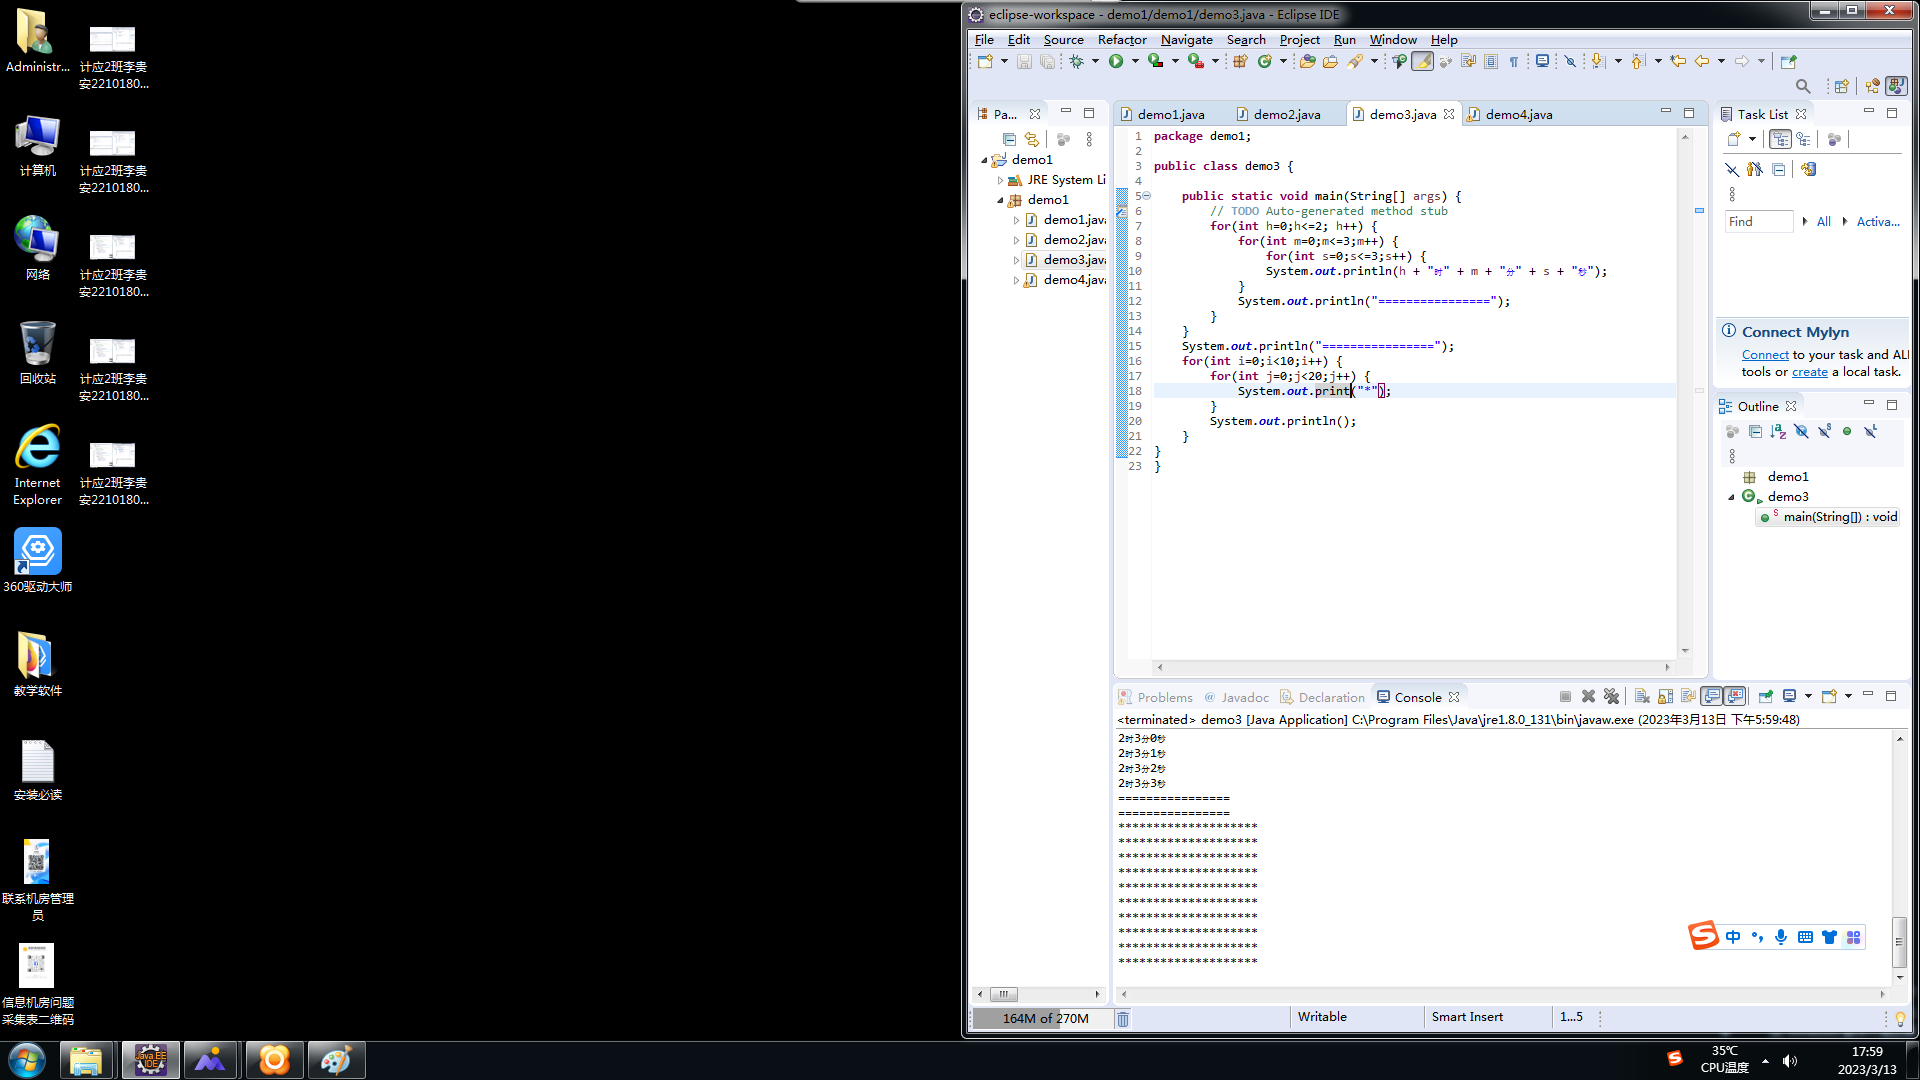 Administr...
计应2班李贵
安2210180...
计算机
计应2班李贵
安2210180...
网络
计应2班李贵
安2210180...
回收站
计应2班李贵
安2210180...
Internet
Explorer
计应2班李贵
安2210180...
360驱动大师
教学软件
安装必读
联系机房管理
员
信息机房问题
采集表二维码
eclipse-workspace - demo1/demo1/demo3.java - Eclipse IDE
File Edit Source Refactor Navigate Search Project Run Window Help
Pa...
demo1
JRE System Li
demo1
demo1.java
demo2.java
demo3.java
demo4.java
demo1.java demo2.java demo3.java demo4.java
1 package demo1;
2
3 public class demo3 {
4
5 public static void main(String[] args) {
6 // TODO Auto-generated method stub
7 for(int h=0;h<=2; h++) {
8 for(int m=0;m<=3;m++) {
9 for(int s=0;s<=3;s++) {
10 System.out.println(h + "时" + m + "分" + s + "秒");
11 }
12 System.out.println("================");
13 }
14 }
15 System.out.println("================");
16 for(int i=0;i<10;i++) {
17 for(int j=0;j<20;j++) {
18 System.out.print("*");
19 }
20 System.out.println();
21 }
22 }
23 }
Task List
Find All Activa...
Connect Mylyn
Connect to your task and AL
tools or create a local task.
Outline
demo1
demo3
main(String[]) : void
Problems @ Javadoc Declaration Console
<terminated> demo3 [Java Application] C:\Program Files\Java\jre1.8.0_131\bin\javaw.exe (2023年3月13日 下午5:59:48)
2时3分0秒
2时3分1秒
2时3分2秒
2时3分3秒
================
================
********************
********************
********************
********************
********************
********************
********************
********************
********************
********************
中
164M of 270M
Writable
Smart Insert
1...5
Java EE
IDE
35℃
CPU温度
17:59
2023/3/13